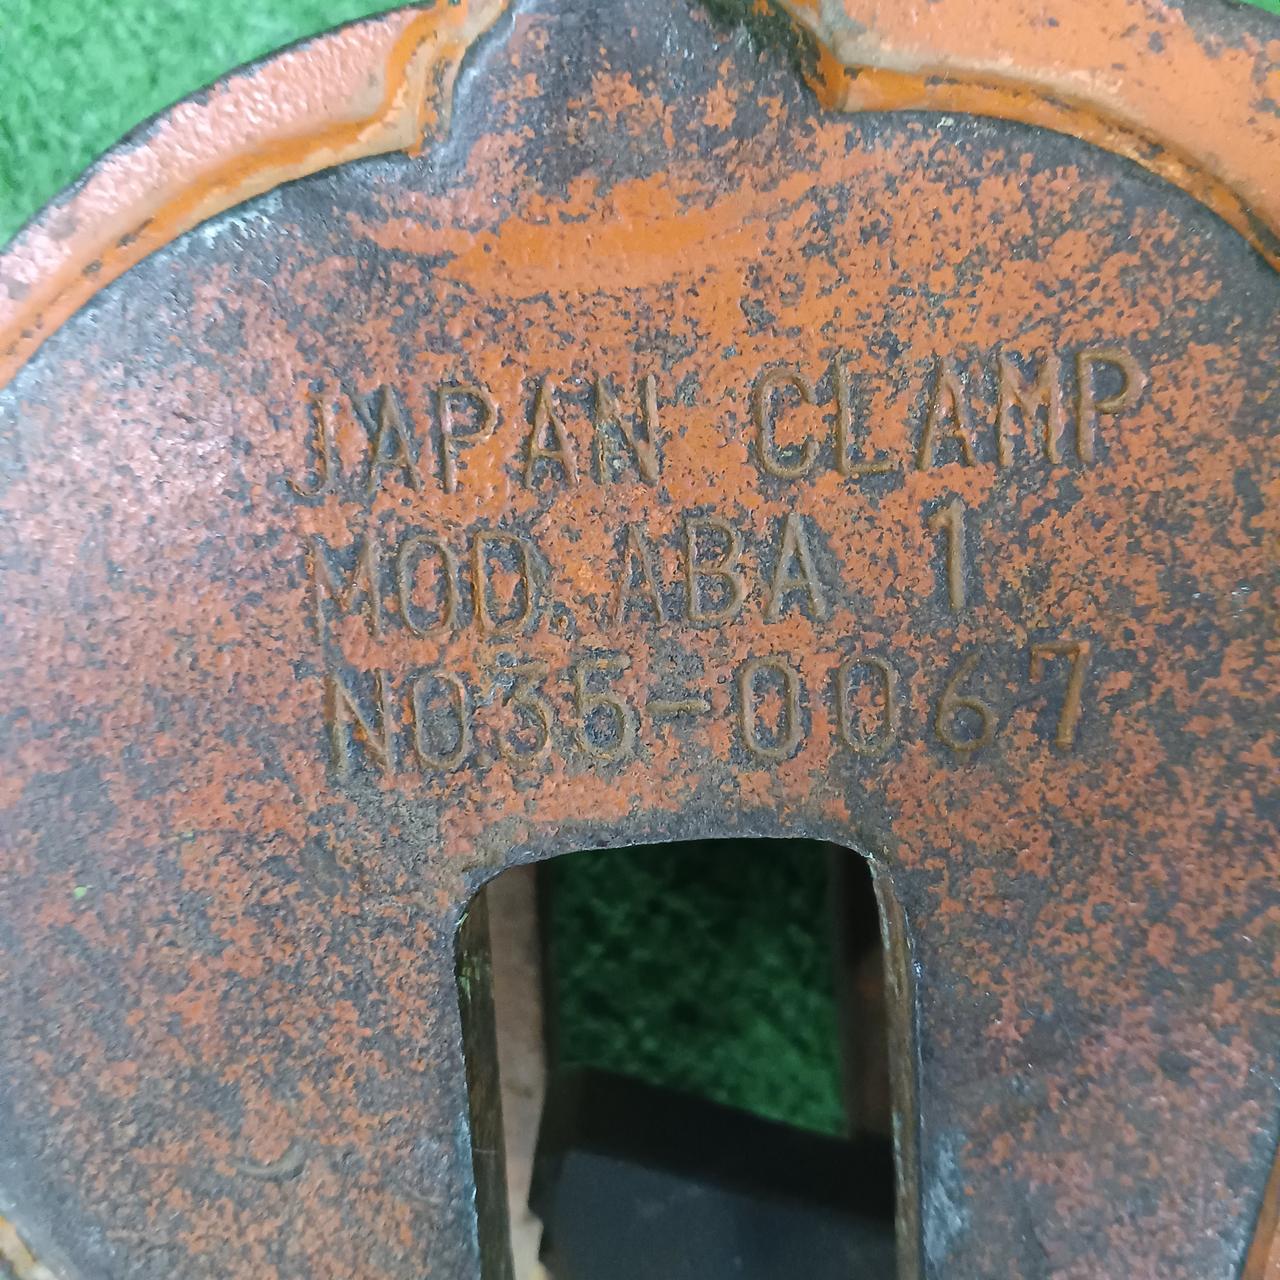 JAPAN CLAMP
MOD. ABA 1
NO.35-0067